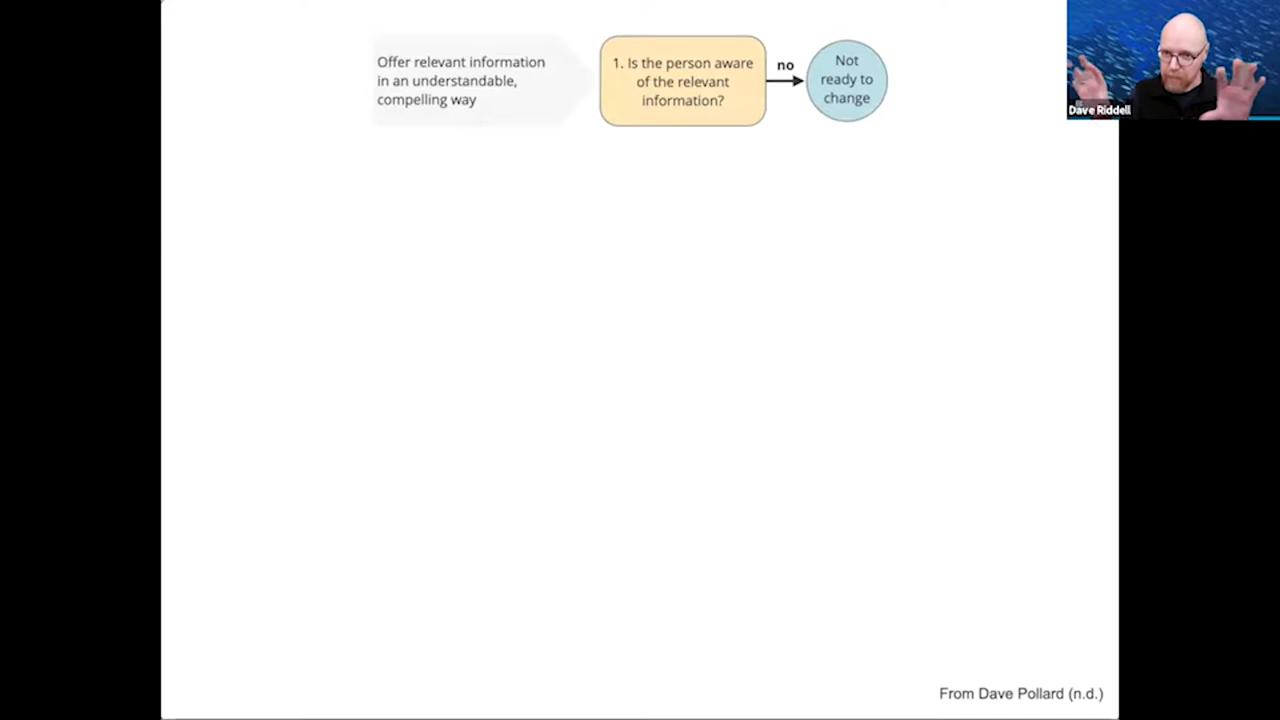 Offer relevant information
in an understandable,
compelling way
1. Is the person aware
of the relevant
information?
no
Not
ready to
change
Dave Riddell
From Dave Pollard (n.d.)